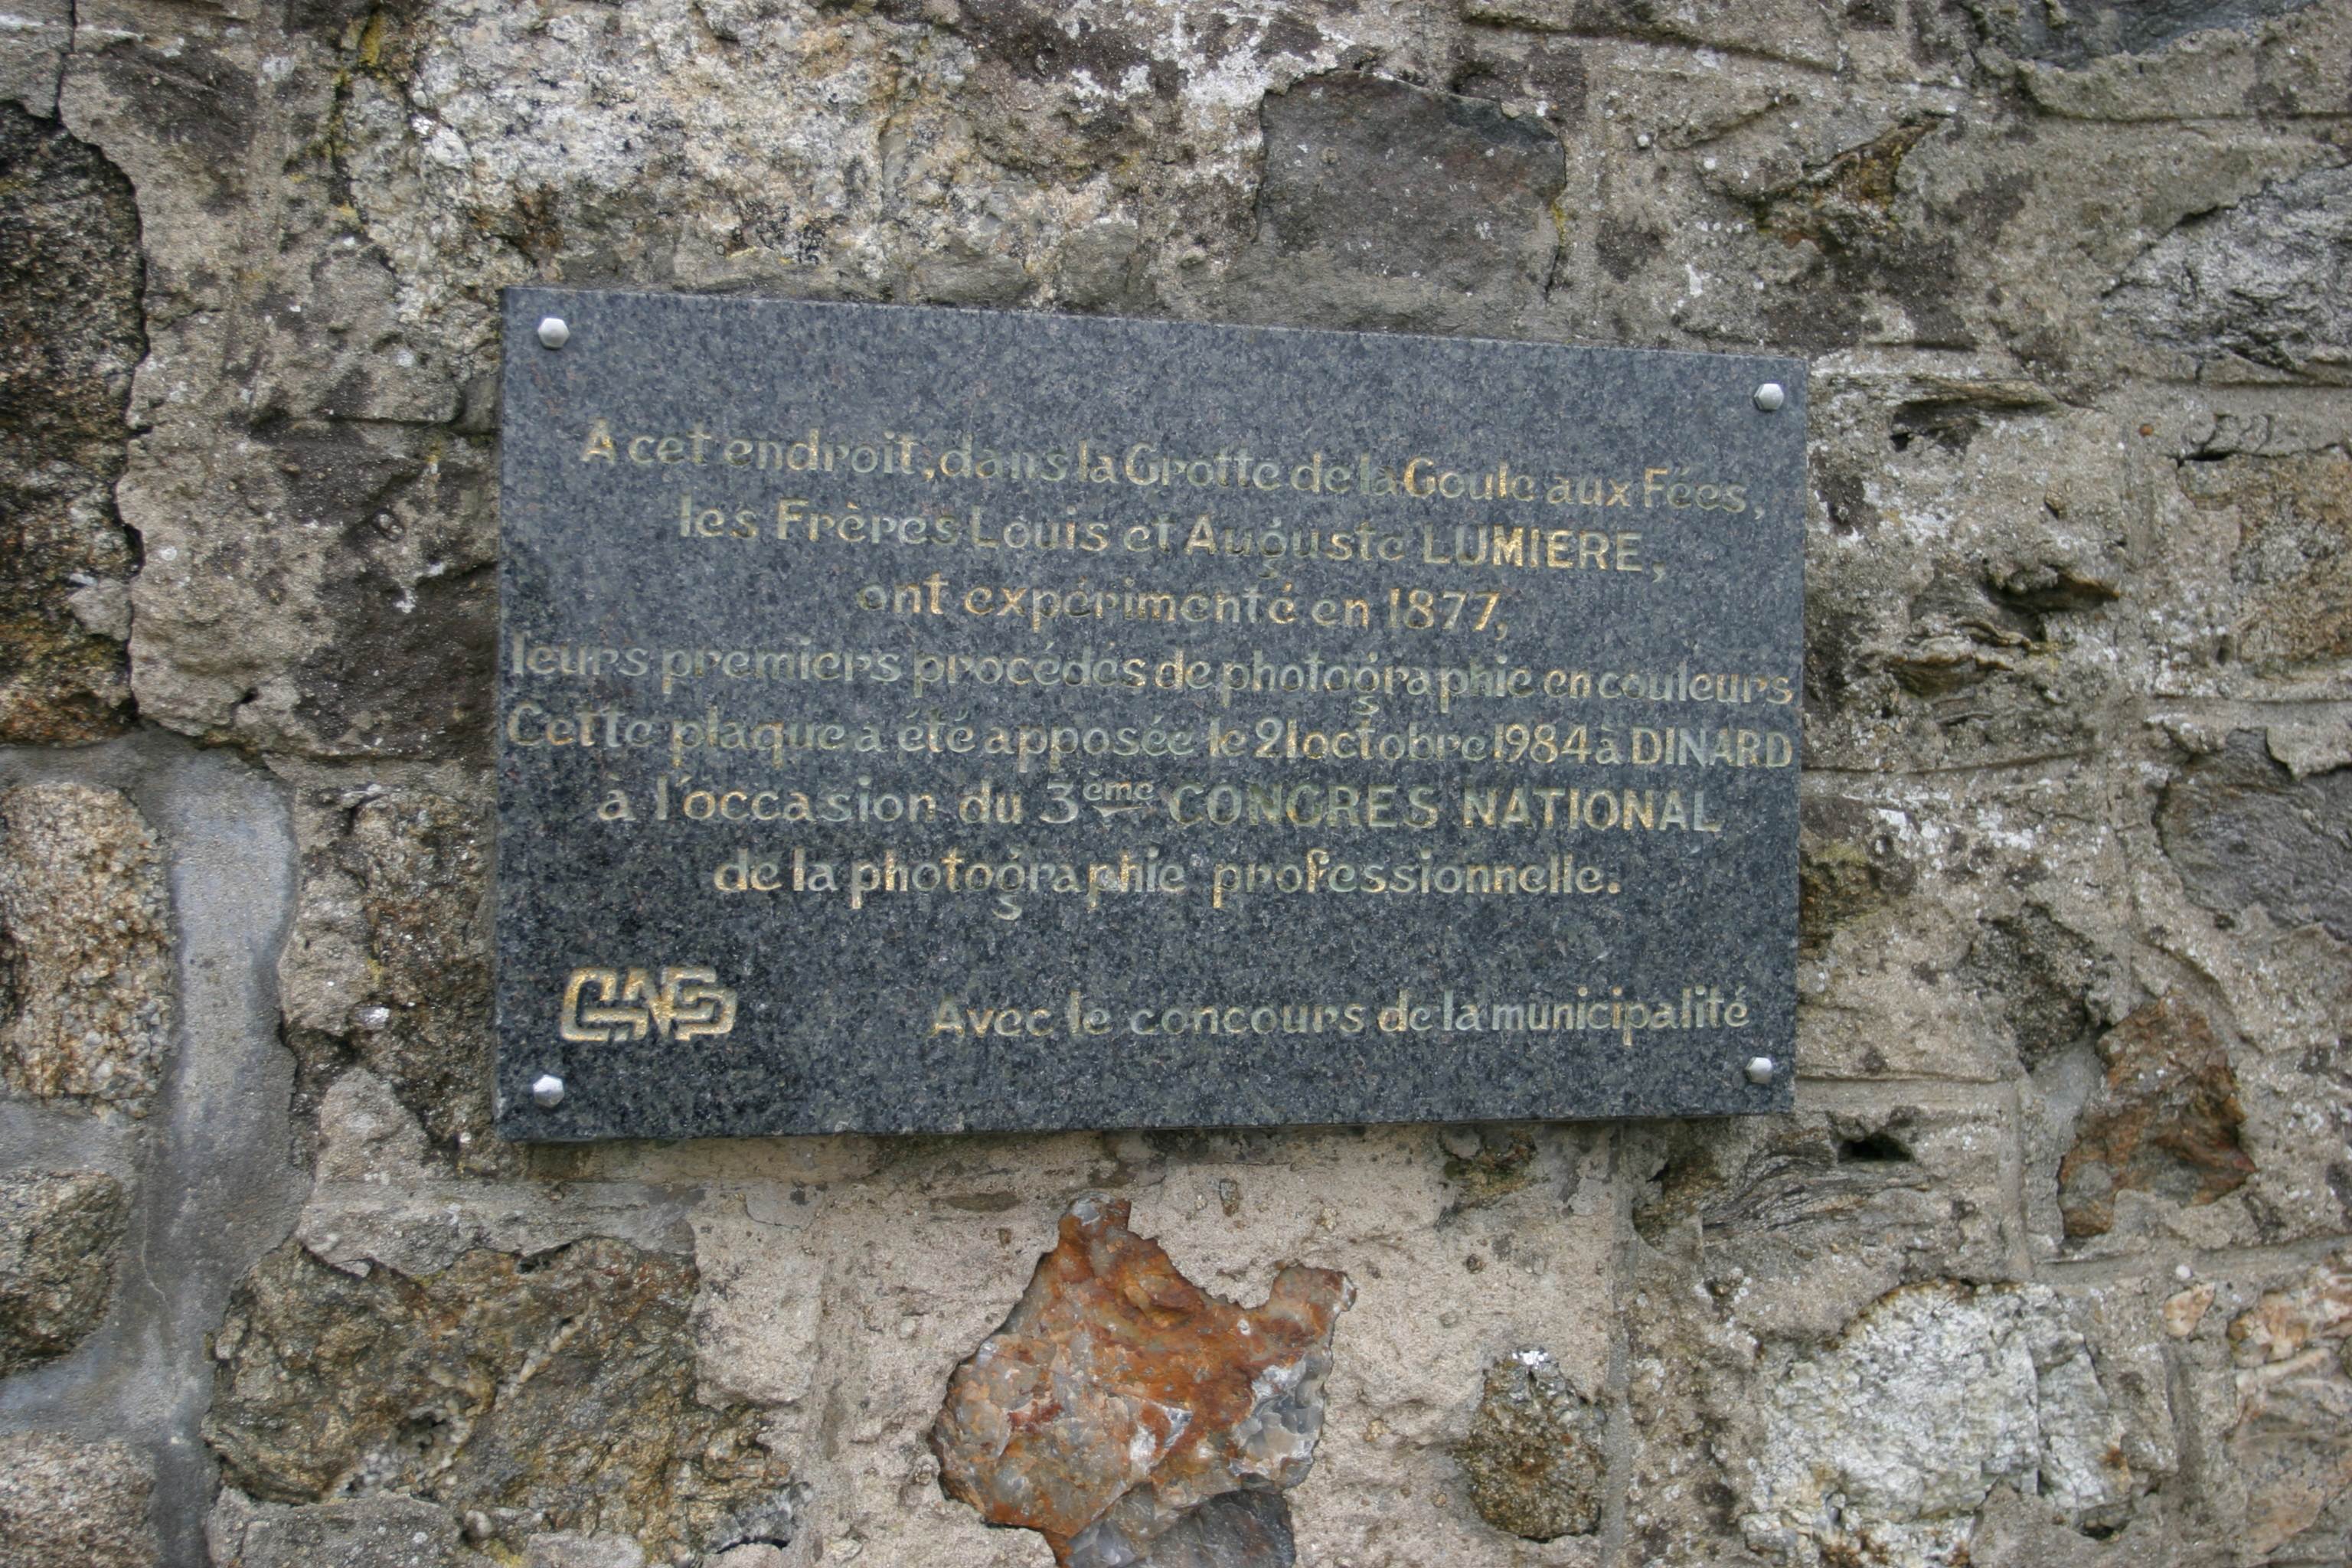 A cet endroit, dans la Grotte de la Goule aux Fées,
les Frères Louis et Auguste LUMIERE,
ont expérimenté en 1877,
leurs premiers procédés de photographie en couleurs
Cette plaque a été apposée le 21 octobre 1984 à DINARD
à l'occasion du 3ème CONGRES NATIONAL
de la photographie professionnelle.
Avec le concours de la municipalité